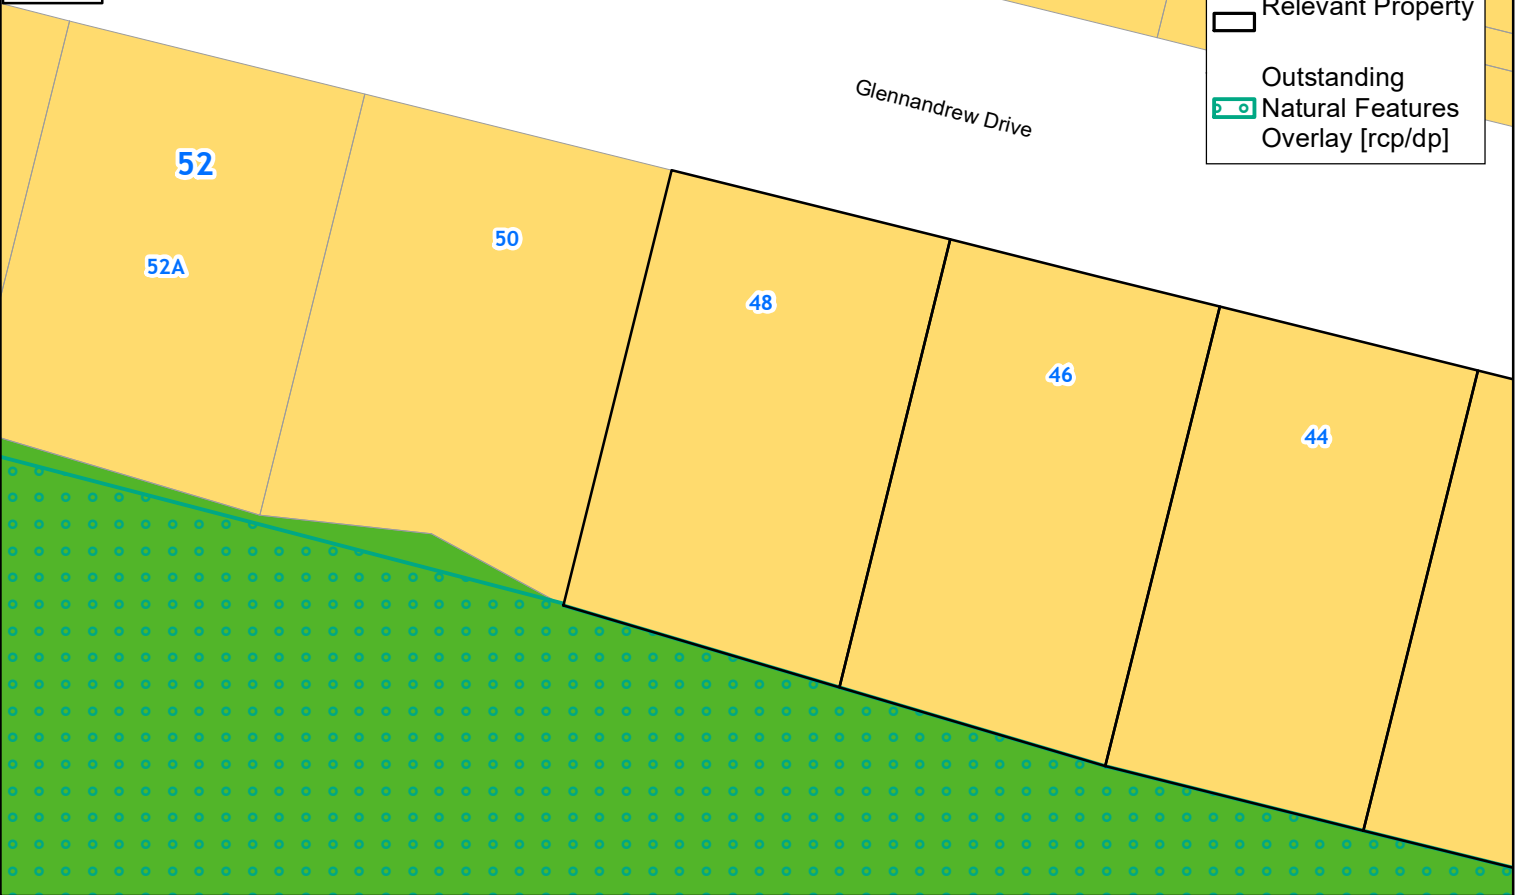 Relevant Property
Outstanding
Natural Features
Overlay [rcp/dp]
Glennandrew Drive
52
52A
50
48
46
44